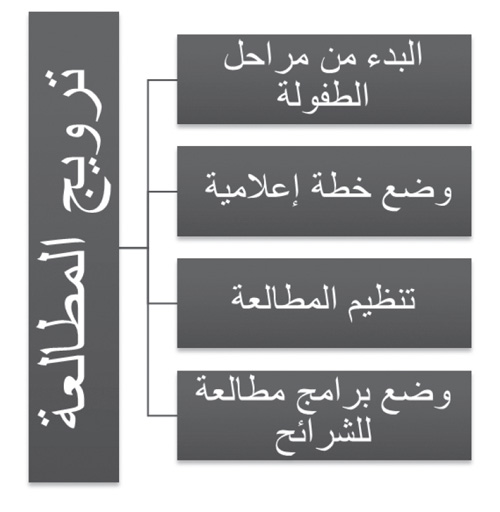 ترويج المطالعة
البدء من مراحل
الطفولة
وضع خطة إعلامية
تنظيم المطالعة
وضع برامج مطالعة
للشرائح